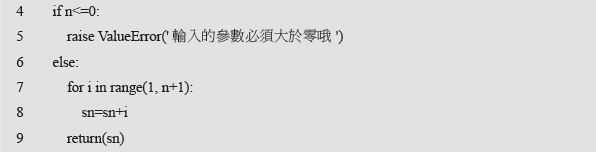 4 if n<=0:
5 raise ValueError(' 輸入的參數必須大於零哦 ')
6 else:
7 for i in range(1, n+1):
8 sn=sn+i
9 return(sn)